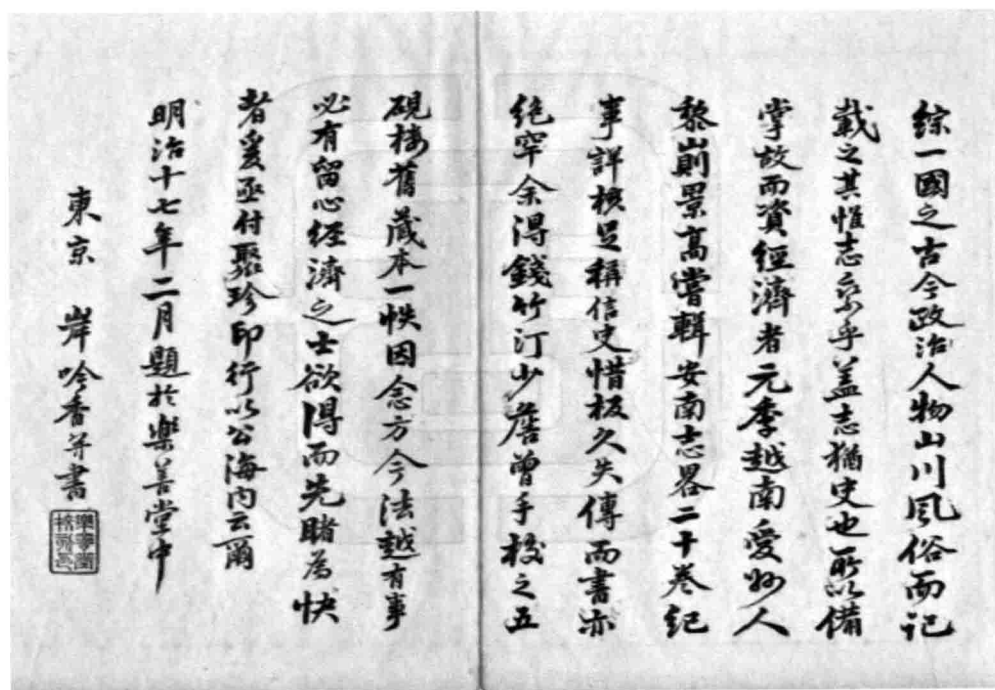 綜一國之古今政治人物山川風俗而記
載之其惟志乘乎蓋志猶史也所以備
掌故而資經濟者元季越南愛州人
黎崱景高嘗輯安南志畧二十卷紀
事詳核足稱信史惜板久失傳而書亦
絶罕余得錢竹汀少詹曾手校之五
硯樓舊藏本一帙因念方今法越有事
必有留心經濟之士欲得而先睹為快
者爰亟付聚珍印行以公海内云爾
明治十七年二月題於樂善堂中
東京 岸吟香并書